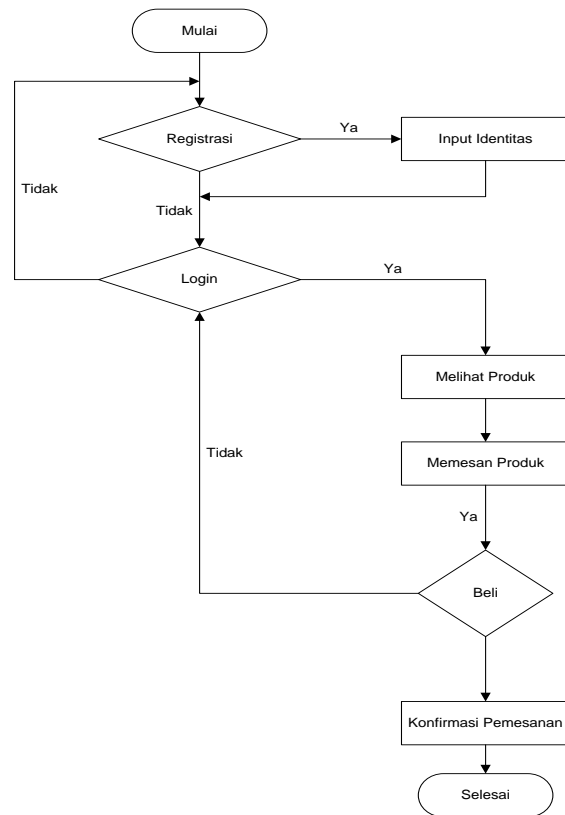 Mulai
Registrasi
Ya
Input Identitas
Tidak
Tidak
Login
Ya
Melihat Produk
Tidak
Memesan Produk
Ya
Beli
Konfirmasi Pemesanan
Selesai